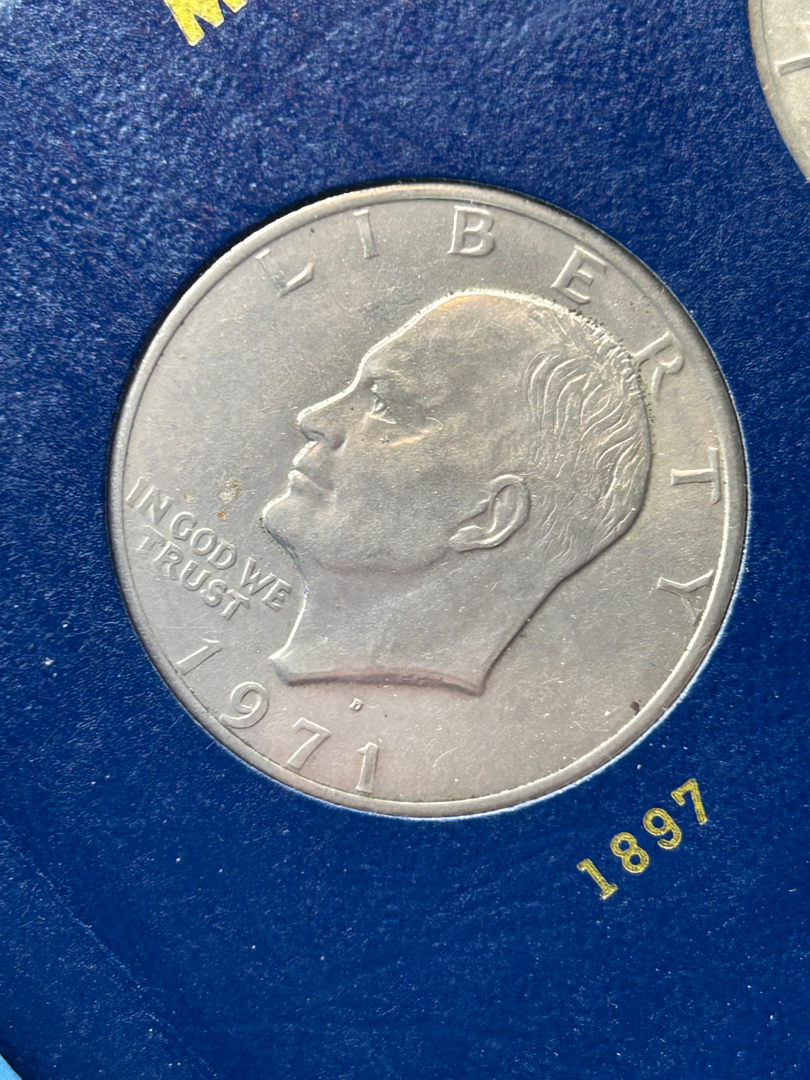 M
LIBERTY
IN GOD WE
TRUST
D
1971
1897